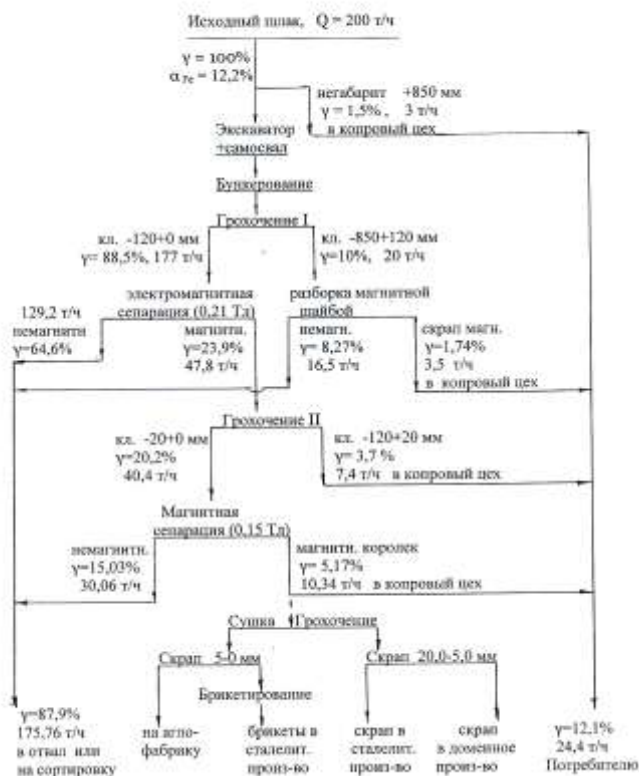 Исходный шлак, Q = 200 т/ч
γ = 100%
α Fe = 12,2%
негабарит +850 мм
γ = 1,5% , 3 т/ч
в копровый цех
Экскаватор
+самосвал
Бункерование
Грохочение I
кл. -120+0 мм
γ= 88,5%, 177 т/ч
кл. -850+120 мм
γ=10%, 20 т/ч
129,2 т/ч
немагнитн
γ=64,6%
электромагнитная
сепарация (0,21 Тл)
магнитн.
γ=23,9%
47,8 т/ч
разборка магнитной
шайбой
немагн.
γ= 8,27%
16,5 т/ч
скрап магн.
γ=1,74%
3,5 т/ч
в копровый цех
Грохочение II
кл. -20+0 мм
γ=20,2%
40,4 т/ч
кл. -120+20 мм
γ= 3,7 %
7,4 т/ч в копровый цех
Магнитная
сепарация (0,15 Тл)
немагнитн.
γ=15,03%
30,06 т/ч
магнитн. королек
γ= 5,17%
10,34 т/ч в копровый цех
Сушка Грохочение
Скрап 5-0 мм
Скрап 20,0-5,0 мм
Брикетирование
γ=87,9%
175,76 т/ч
в отвал или
на сортировку
на агло-
фабрику
брикеты в
сталелит.
произ-во
скрап в
сталелит.
произ-во
скрап
в доменное
произ-во
γ=12,1%
24,4 т/ч
Потребителю